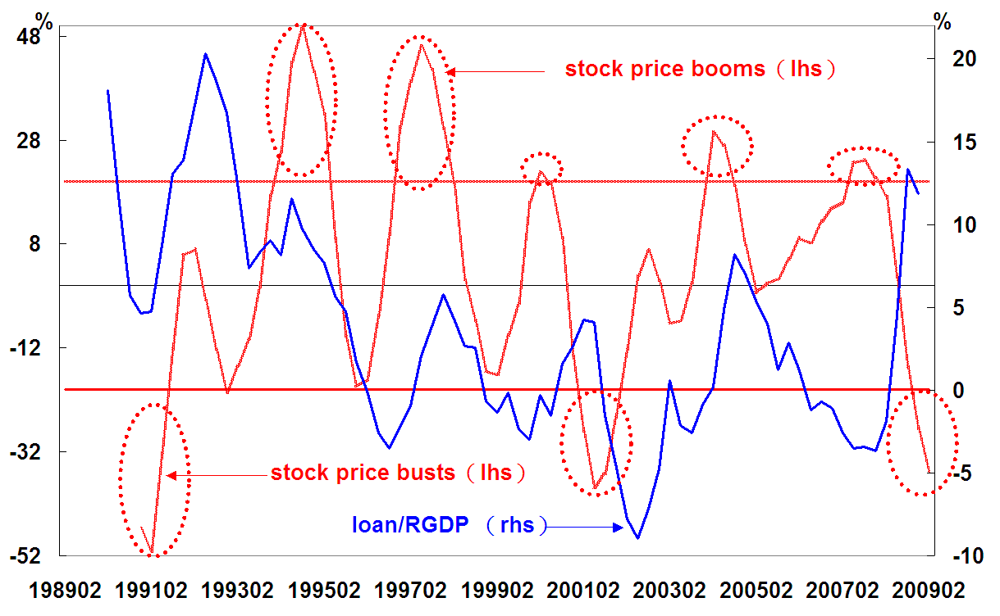 % %
48 20
stock price booms（lhs）
28 15
8 10
5
-12 0
-32 -5
stock price busts（lhs）
loan/RGDP （rhs）
-52 -10
198902 199102 199302 199502 199702 199902 200102 200302 200502 200702 200902